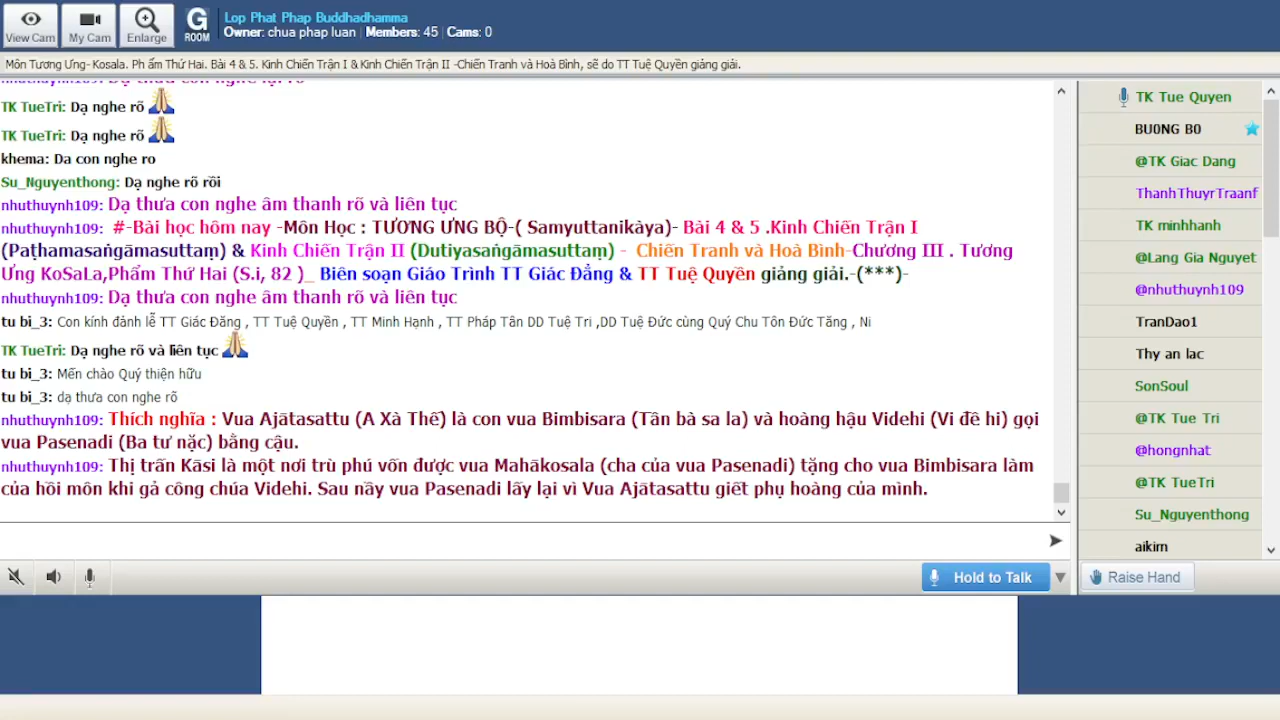 View Cam
My Cam
Enlarge
G
ROOM
Lop Phat Phap Buddhadhamma
Owner: chua phap luan | Members: 45 | Cams: 0
Môn Tương Ưng- Kosala. Ph ẩm Thứ Hai. Bài 4 & 5. Kinh Chiến Trận I & Kinh Chiến Trận II -Chiến Tranh và Hoà Bình, sẽ do TT Tuệ Quyền giảng giải.
TK TueTri: Dạ nghe rõ
TK TueTri: Dạ nghe rõ
khema: Da con nghe ro
Su_Nguyenthong: Dạ nghe rõ rồi
nhuthuynh109: Dạ thưa con nghe âm thanh rõ và liên tục
nhuthuynh109: #-Bài học hôm nay -Môn Học : TƯƠNG ƯNG BỘ-( Samyuttanikàya)- Bài 4 & 5 .Kinh Chiến Trận I
(Paṭhamasaṅgāmasuttaṃ) & Kinh Chiến Trận II (Dutiyasaṅgāmasuttaṃ) - Chiến Tranh và Hoà Bình-Chương III . Tương
Ưng KoSaLa,Phẩm Thứ Hai (S.i, 82 )_ Biên soạn Giáo Trình TT Giác Đẳng & TT Tuệ Quyền giảng giải.-(***)-
nhuthuynh109: Dạ thưa con nghe âm thanh rõ và liên tục
tu bi_3: Con kính đảnh lễ TT Giác Đăng , TT Tuệ Quyền , TT Minh Hạnh , TT Pháp Tân DD Tuệ Tri ,DD Tuệ Đức cùng Quý Chu Tôn Đức Tăng , Ni
TK TueTri: Dạ nghe rõ và liên tục
tu bi_3: Mến chào Quý thiện hữu
tu bi_3: dạ thưa con nghe rõ
nhuthuynh109: Thích nghĩa : Vua Ajātasattu (A Xà Thế) là con vua Bimbisara (Tân bà sa la) và hoàng hậu Videhi (Vi đề hi) gọi
vua Pasenadi (Ba tư nặc) bằng cậu.
nhuthuynh109: Thị trấn Kāsi là một nơi trù phú vốn được vua Mahākosala (cha của vua Pasenadi) tặng cho vua Bimbisara làm
của hồi môn khi gả công chúa Videhi. Sau nầy vua Pasenadi lấy lại vì Vua Ajātasattu giết phụ hoàng của mình.
Hold to Talk
TK Tue Quyen
BU0NG B0
@TK Giac Dang
ThanhThuyrTraanf
TK minhhanh
@Lang Gia Nguyet
@nhuthuynh109
TranDao1
Thy an lac
SonSoul
@TK Tue Tri
@hongnhat
@TK TueTri
Su_Nguyenthong
aikim
Raise Hand